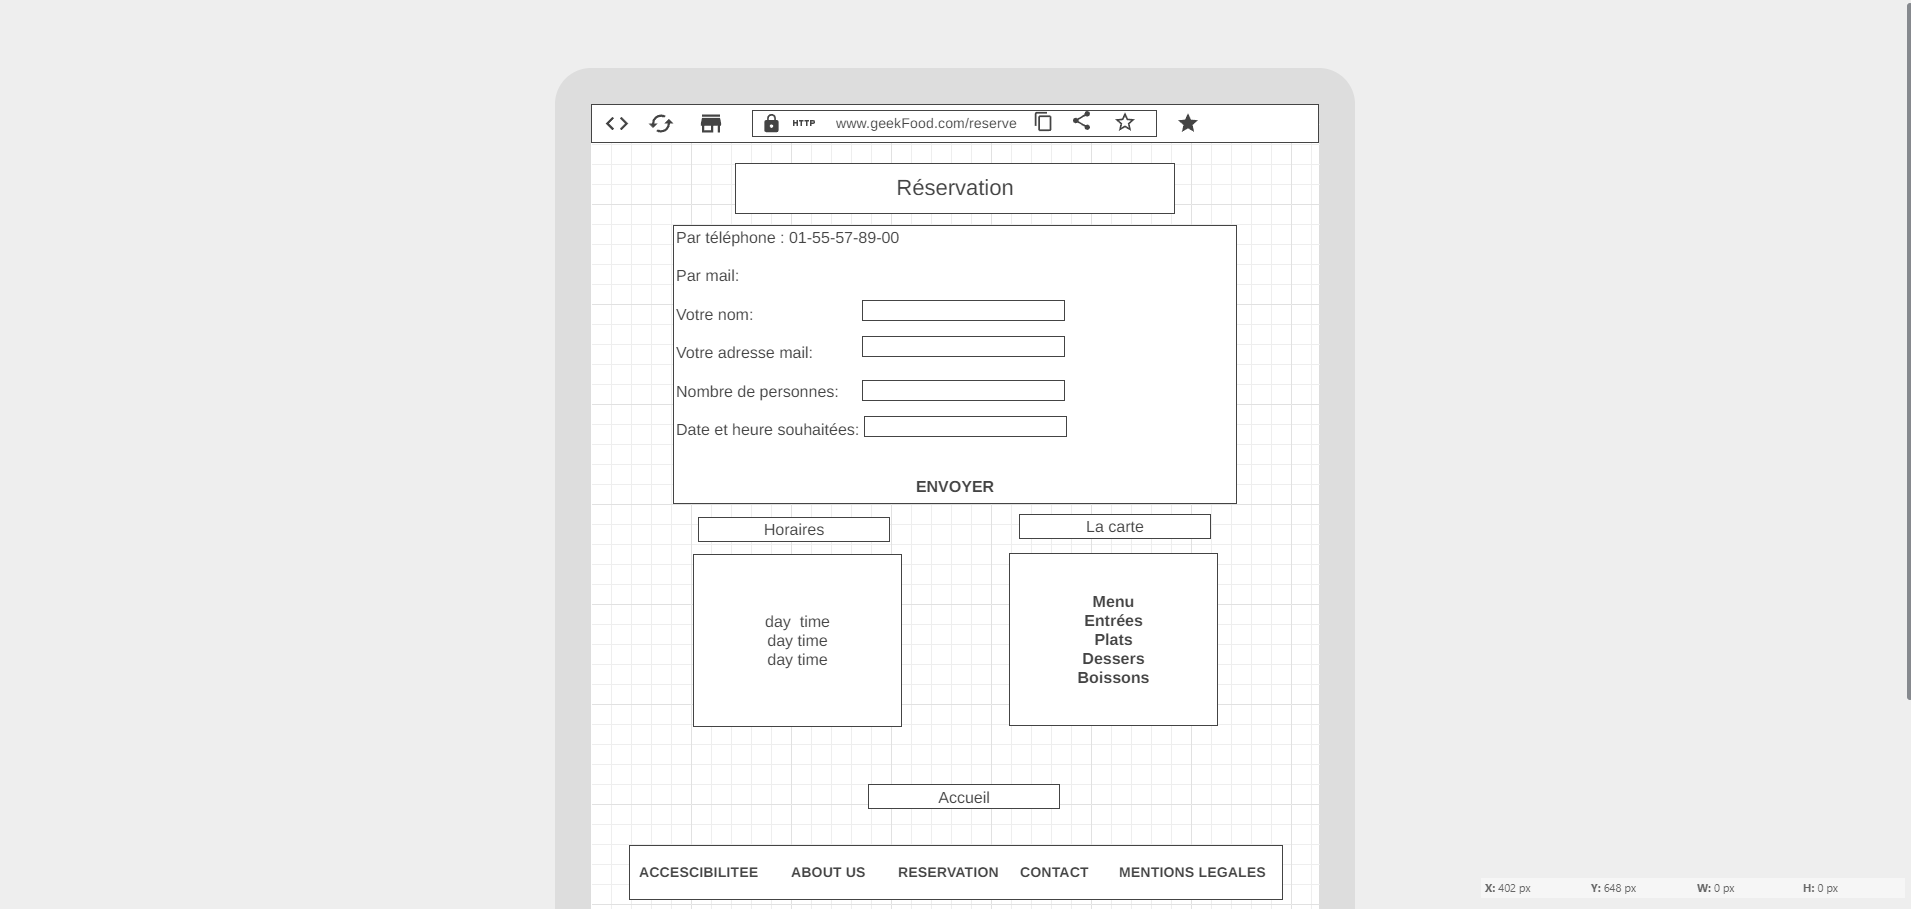 HTTP www.geekFood.com/reserve
Réservation
Par téléphone : 01-55-57-89-00
Par mail:
Votre nom:
Votre adresse mail:
Nombre de personnes:
Date et heure souhaitées:
ENVOYER
Horaires
day  time
day time
day time
La carte
Menu
Entrées
Plats
Dessers
Boissons
Accueil
ACCESCIBILITEE ABOUT US RESERVATION CONTACT MENTIONS LEGALES
X: 402 px Y: 648 px W: 0 px H: 0 px